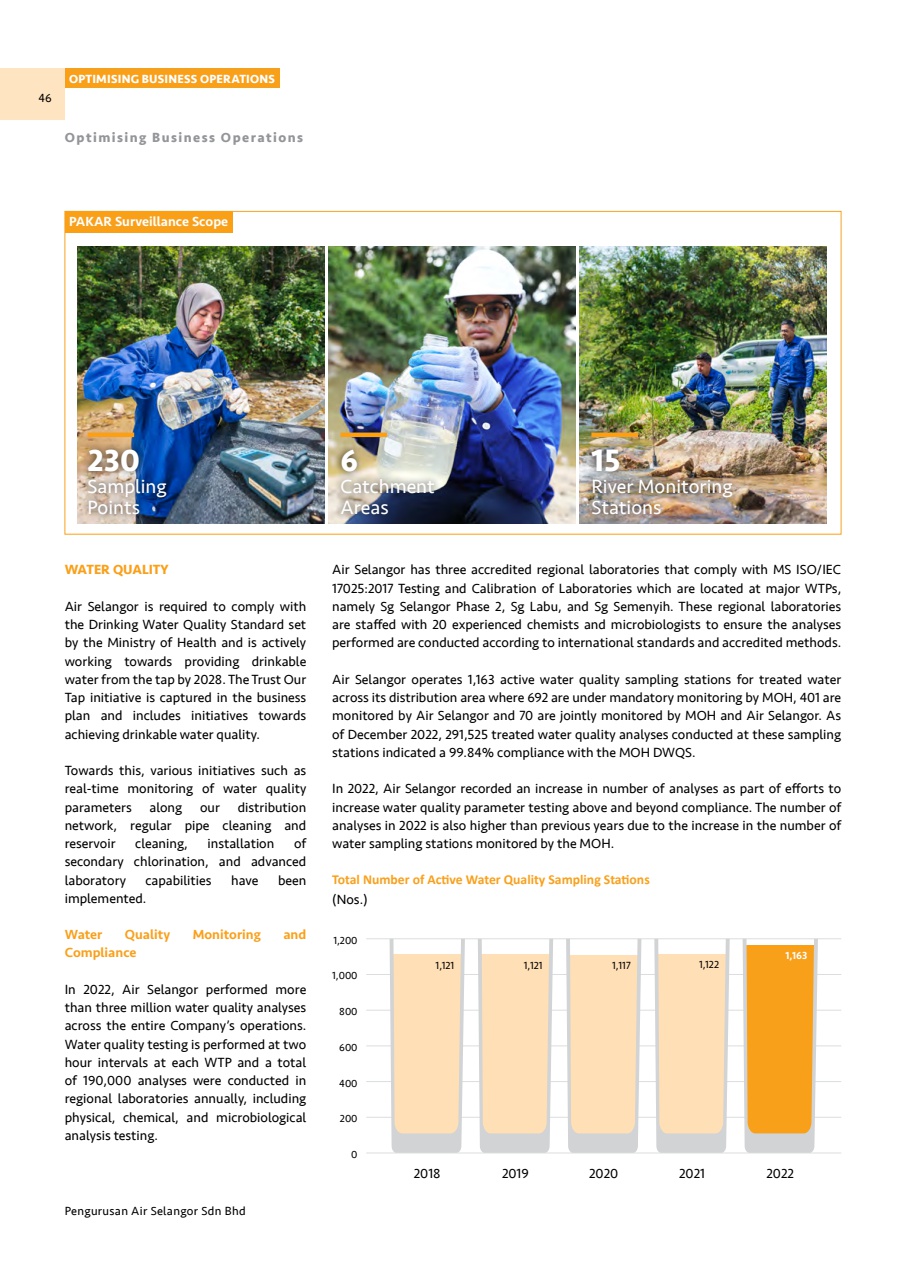 OPTIMISING BUSINESS OPERATIONS
46
Optimising Business Operations
PAKAR Surveillance Scope
230
Sampling
Points
6
Catchment
Areas
15
River Monitoring
Stations
WATER QUALITY
Air Selangor is required to comply with
the Drinking Water Quality Standard set
by the Ministry of Health and is actively
working towards providing drinkable
water from the tap by 2028. The Trust Our
Tap initiative is captured in the business
plan and includes initiatives towards
achieving drinkable water quality.
Towards this, various initiatives such as
real-time monitoring of water quality
parameters along our distribution
network, regular pipe cleaning and
reservoir cleaning, installation of
secondary chlorination, and advanced
laboratory capabilities have been
implemented.
Water Quality Monitoring and
Compliance
In 2022, Air Selangor performed more
than three million water quality analyses
across the entire Company's operations.
Water quality testing is performed at two
hour intervals at each WTP and a total
of 190,000 analyses were conducted in
regional laboratories annually, including
physical, chemical, and microbiological
analysis testing.
Air Selangor has three accredited regional laboratories that comply with MS ISO/IEC
17025:2017 Testing and Calibration of Laboratories which are located at major WTPs,
namely Sg Selangor Phase 2, Sg Labu, and Sg Semenyih. These regional laboratories
are staffed with 20 experienced chemists and microbiologists to ensure the analyses
performed are conducted according to international standards and accredited methods.
Air Selangor operates 1,163 active water quality sampling stations for treated water
across its distribution area where 692 are under mandatory monitoring by MOH, 401 are
monitored by Air Selangor and 70 are jointly monitored by MOH and Air Selangor. As
of December 2022, 291,525 treated water quality analyses conducted at these sampling
stations indicated a 99.84% compliance with the MOH DWQS.
In 2022, Air Selangor recorded an increase in number of analyses as part of efforts to
increase water quality parameter testing above and beyond compliance. The number of
analyses in 2022 is also higher than previous years due to the increase in the number of
water sampling stations monitored by the MOH.
Total Number of Active Water Quality Sampling Stations
(Nos.)
1,200
1,000
800
600
400
200
0
1,121
1,121
1,117
1,122
1,163
2018
2019
2020
2021
2022
Pengurusan Air Selangor Sdn Bhd